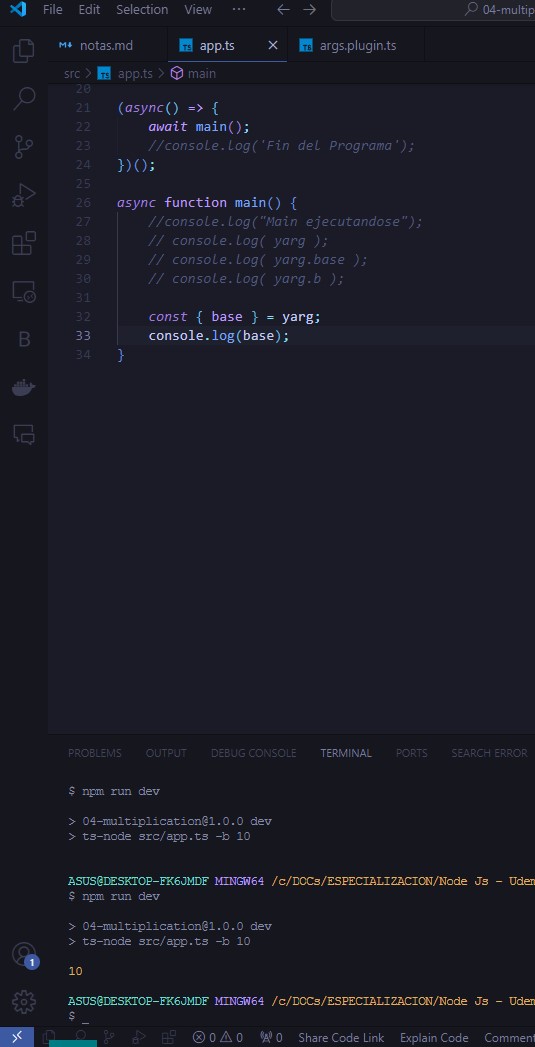 File Edit Selection View ··· 04-multip
notas.md app.ts args.plugin.ts
src > app.ts > main
20
21 (async() => {
22 await main();
23 //console.log('Fin del Programa');
24 })();
25
26 async function main() {
27 //console.log("Main ejecutandose");
28 // console.log( yarg );
29 // console.log( yarg.base );
30 // console.log( yarg.b );
31
32 const { base } = yarg;
33 console.log(base);
34 }
PROBLEMS OUTPUT DEBUG CONSOLE TERMINAL PORTS SEARCH ERROR
$ npm run dev
> 04-multiplication@1.0.0 dev
> ts-node src/app.ts -b 10
ASUS@DESKTOP-FK6JMDF MINGW64 /c/DOCs/ESPECIALIZACION/Node Js - Udem
$ npm run dev
> 04-multiplication@1.0.0 dev
> ts-node src/app.ts -b 10
10
ASUS@DESKTOP-FK6JMDF MINGW64 /c/DOCs/ESPECIALIZACION/Node Js - Udem
$ _
1
0 0 0 Share Code Link Explain Code Comment